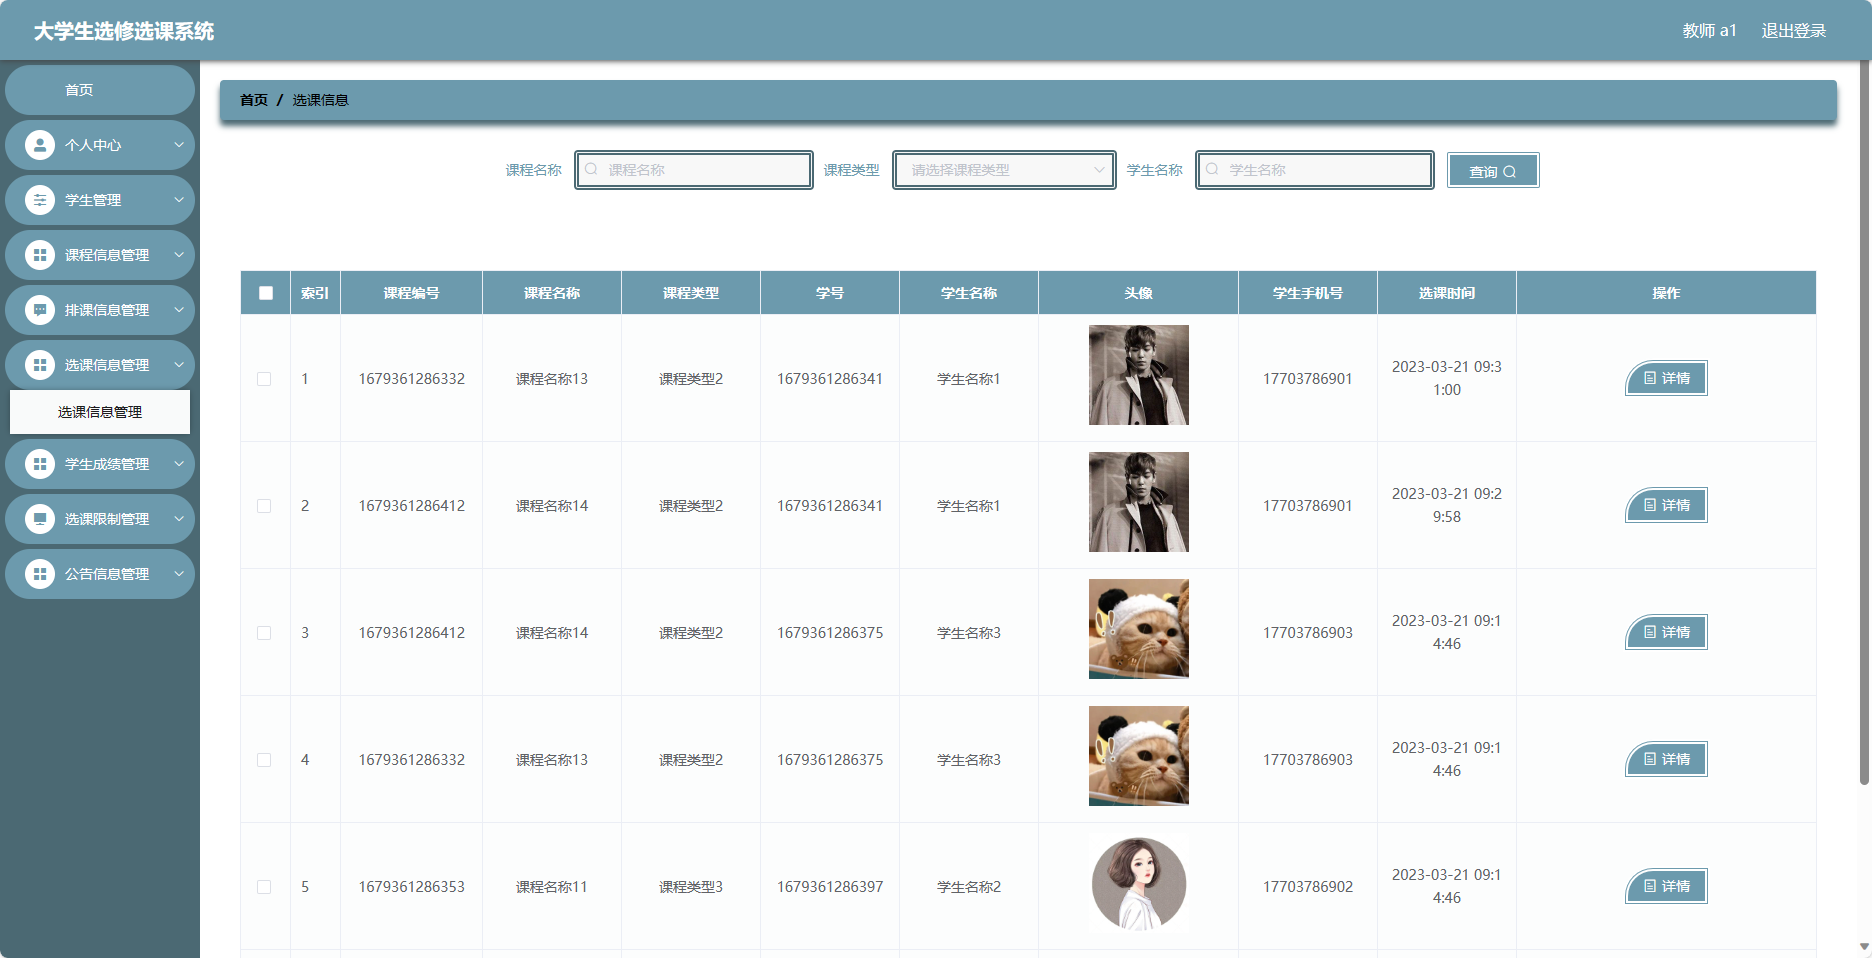 大学生选修选课系统
教师 a1 退出登录
首页
个人中心
学生管理
课程信息管理
排课信息管理
选课信息管理
选课信息管理
学生成绩管理
选课限制管理
公告信息管理
首页 / 选课信息
课程名称 课程名称 课程类型 请选择课程类型 学生名称 学生名称 查询
索引 课程编号 课程名称 课程类型 学号 学生名称 头像 学生手机号 选课时间 操作
1 1679361286332 课程名称13 课程类型2 1679361286341 学生名称1 17703786901 2023-03-21 09:3
1:00 详情
2 1679361286412 课程名称14 课程类型2 1679361286341 学生名称1 17703786901 2023-03-21 09:2
9:58 详情
3 1679361286412 课程名称14 课程类型2 1679361286375 学生名称3 17703786903 2023-03-21 09:1
4:46 详情
4 1679361286332 课程名称13 课程类型2 1679361286375 学生名称3 17703786903 2023-03-21 09:1
4:46 详情
5 1679361286353 课程名称11 课程类型3 1679361286397 学生名称2 17703786902 2023-03-21 09:1
4:46 详情